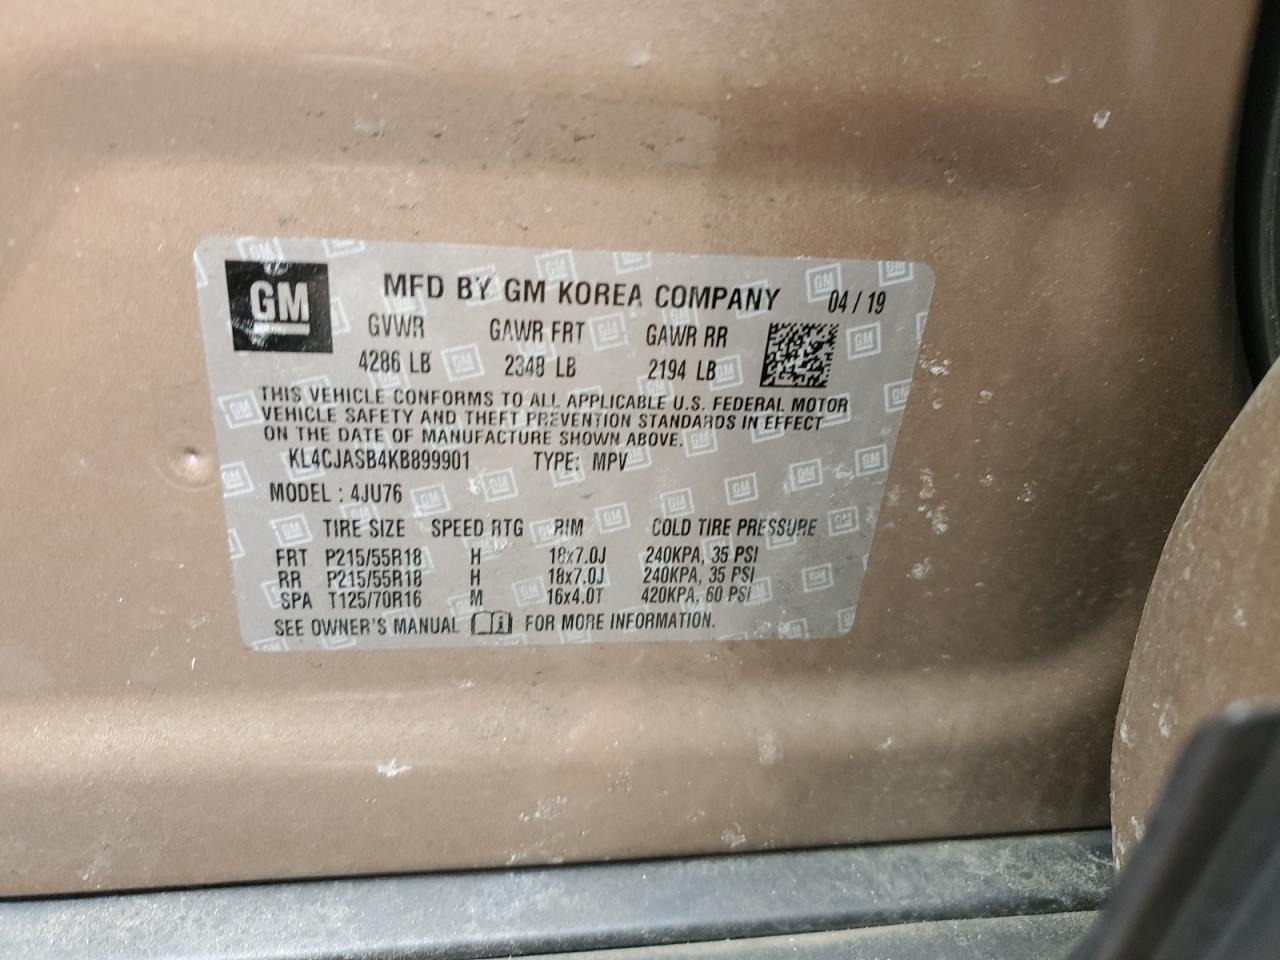 GM
MFD BY GM KOREA COMPANY 04 / 19
GVWR GAWR FRT GAWR RR
4286 LB 2348 LB 2194 LB
THIS VEHICLE CONFORMS TO ALL APPLICABLE U.S. FEDERAL MOTOR
VEHICLE SAFETY AND THEFT PREVENTION STANDARDS IN EFFECT
ON THE DATE OF MANUFACTURE SHOWN ABOVE.
KL4CJASB4KB899901 TYPE: MPV
MODEL : 4JU76
TIRE SIZE SPEED RTG RIM COLD TIRE PRESSURE
FRT P215/55R18 H 18x7.0J 240KPA, 35 PSI
RR P215/55R18 H 18x7.0J 240KPA, 35 PSI
SPA T125/70R16 M 16x4.0T 420KPA, 60 PSI
SEE OWNER'S MANUAL FOR MORE INFORMATION.